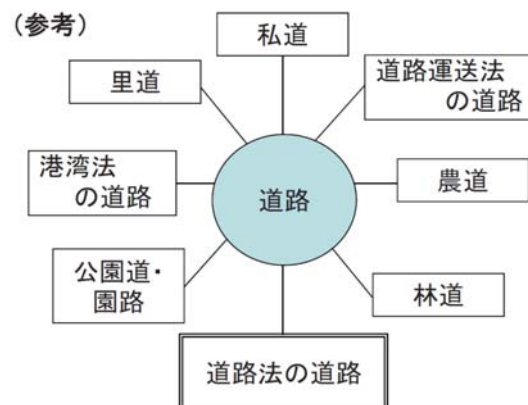 (参考)
私道
里道
道路運送法
の道路
港湾法
の道路
道路
農道
公園道・
園路
林道
道路法の道路